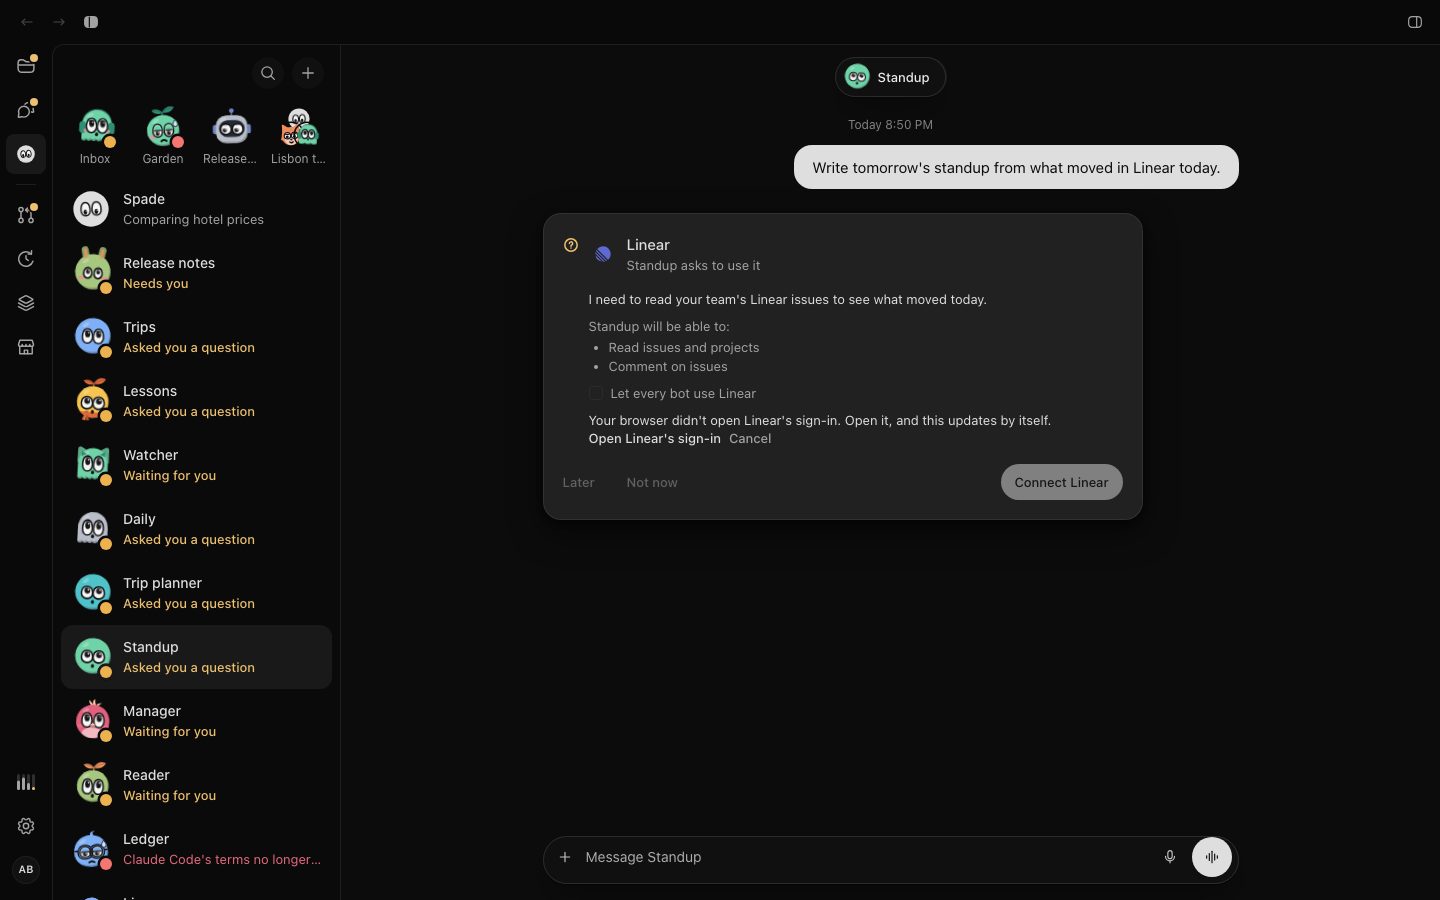 Inbox
Garden
Release...
Lisbon t...
Spade
Comparing hotel prices
Release notes
Needs you
Trips
Asked you a question
Lessons
Asked you a question
Watcher
Waiting for you
Daily
Asked you a question
Trip planner
Asked you a question
Standup
Asked you a question
Manager
Waiting for you
Reader
Waiting for you
Ledger
Claude Code's terms no longer...
AB
Standup
Today 8:50 PM
Write tomorrow's standup from what moved in Linear today.
Linear
Standup asks to use it
I need to read your team's Linear issues to see what moved today.
Standup will be able to:
• Read issues and projects
• Comment on issues
Let every bot use Linear
Your browser didn't open Linear's sign-in. Open it, and this updates by itself.
Open Linear's sign-in Cancel
Later Not now Connect Linear
Message Standup